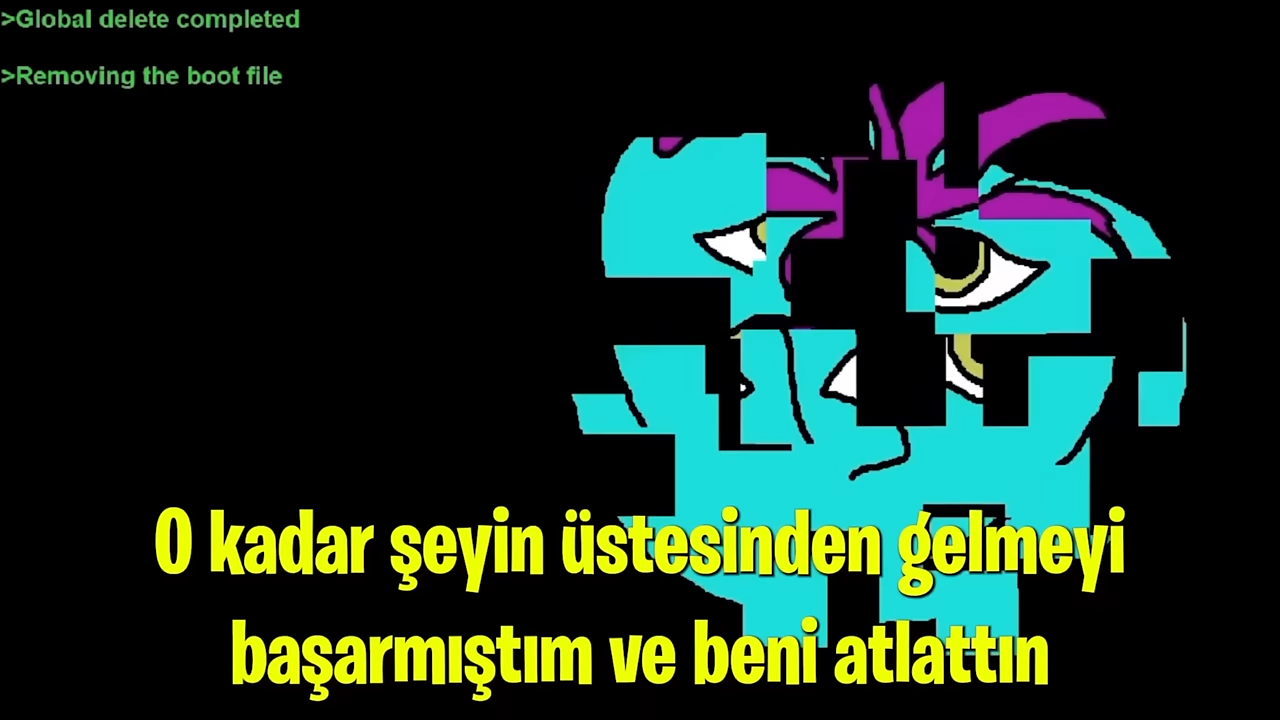 >Global delete completed
>Removing the boot file
O kadar şeyin üstesinden gelmeyi
başarmıştım ve beni atlattın